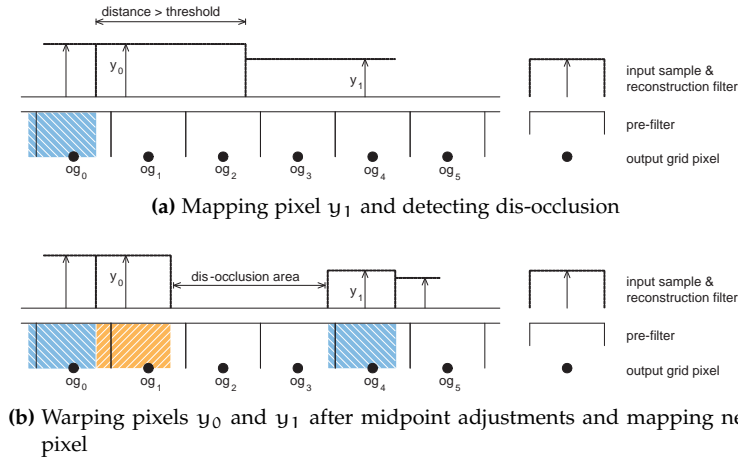 distance > threshold
y0
y1
input sample &
reconstruction filter
pre-filter
output grid pixel
og0 og1 og2 og3 og4 og5
(a) Mapping pixel y1 and detecting dis-occlusion
y0
dis-occlusion area
y1
input sample &
reconstruction filter
pre-filter
output grid pixel
og0 og1 og2 og3 og4 og5
(b) Warping pixels y0 and y1 after midpoint adjustments and mapping ne
pixel